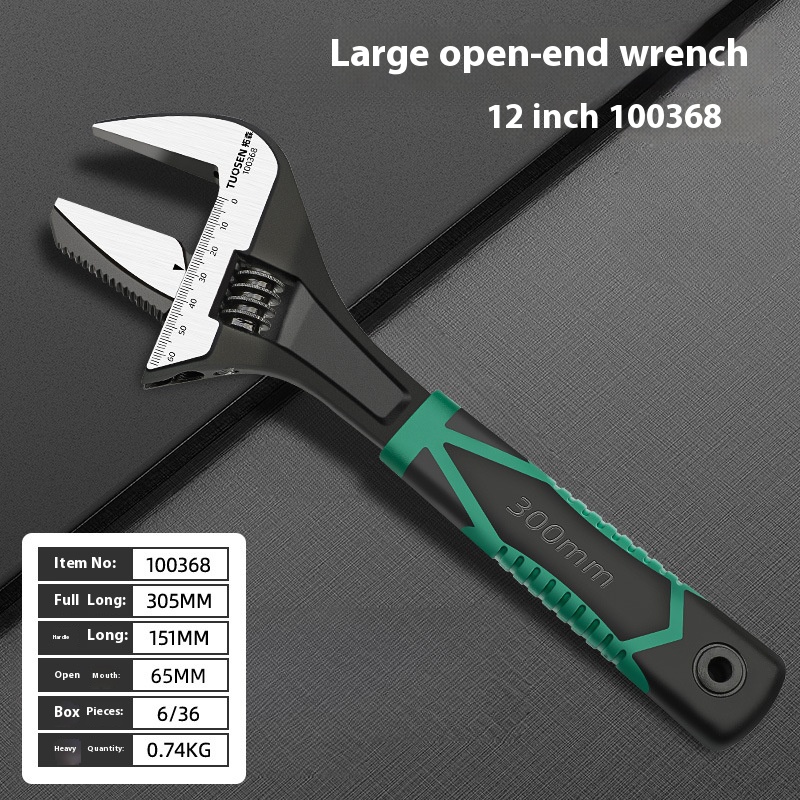 Large open-end wrench
12 inch 100368
TUOSEN 拓森
100368
0
10
20
30
40
50
60
300mm
Item No: 100368
Full Long: 305MM
Handle Long: 151MM
Open Mouth: 65MM
Box Pieces: 6/36
Heavy Quantity: 0.74KG